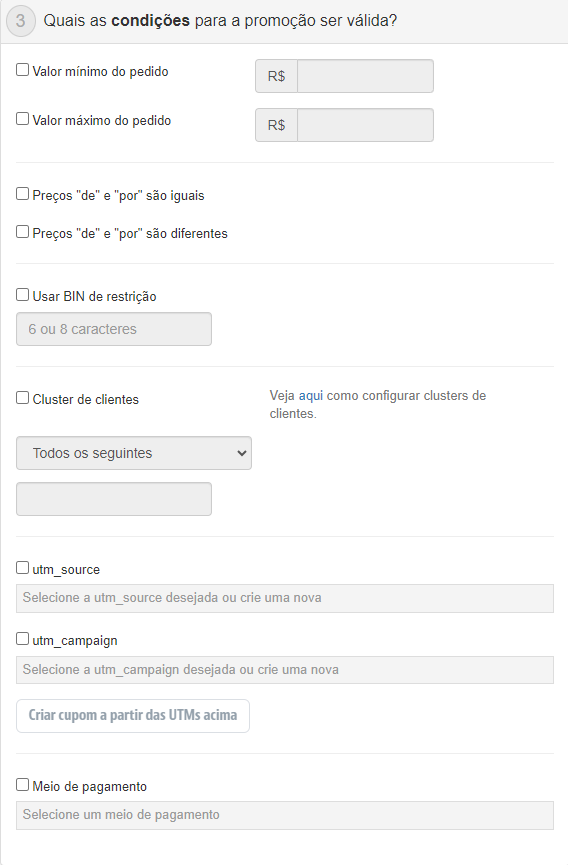 3 Quais as condições para a promoção ser válida?
Valor mínimo do pedido R$
Valor máximo do pedido R$
Preços "de" e "por" são iguais
Preços "de" e "por" são diferentes
Usar BIN de restrição
6 ou 8 caracteres
Cluster de clientes Veja aqui como configurar clusters de
clientes.
Todos os seguintes
utm_source
Selecione a utm_source desejada ou crie uma nova
utm_campaign
Selecione a utm_campaign desejada ou crie uma nova
Criar cupom a partir das UTMs acima
Meio de pagamento
Selecione um meio de pagamento